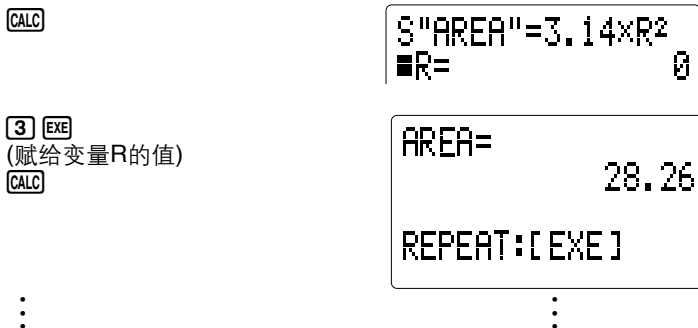 CALC
S"AREA"=3.14×R²
■R= 0
3 EXE
(赋给变量R的值)
CALC
AREA=
28.26
REPEAT:[EXE]